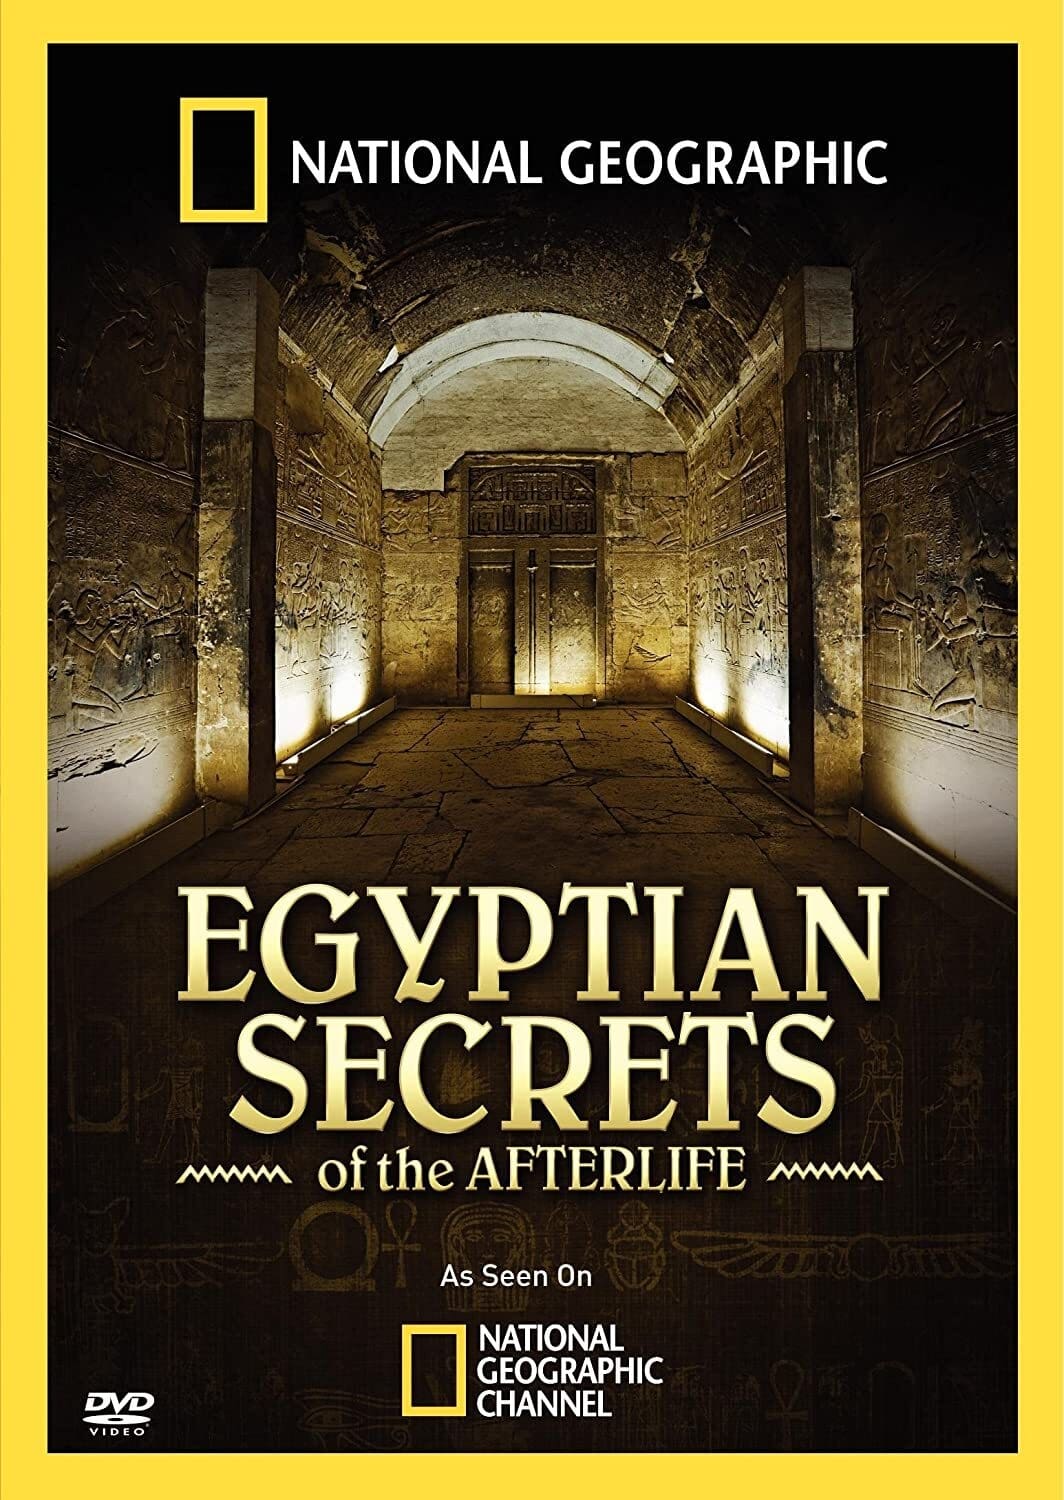 NATIONAL GEOGRAPHIC
EGYPTIAN
SECRETS
of the AFTERLIFE
As Seen On
NATIONAL
GEOGRAPHIC
CHANNEL
DVD
VIDEO